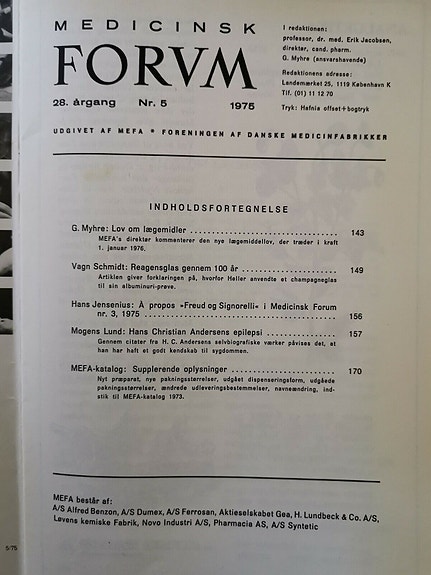 MEDICINSK
FORVM
28. årgang Nr. 5 1975
I redaktionen:
professor, dr. med. Erik Jacobsen,
direktør, cand. pharm.
G. Myhre (ansvarshavende)
Redaktionens adresse:
Landemærket 25, 1119 København K
Tlf. (01) 11 12 70
Tryk: Hafnia offset+bogtryk
UDGIVET AF MEFA * FORENINGEN AF DANSKE MEDICINFABRIKKER
INDHOLDSFORTEGNELSE
G. Myhre: Lov om lægemidler ........................................ 143
MEFA's direktør kommenterer den nye lægemiddellov, der træder i kraft
1. januar 1976.
Vagn Schmidt: Reagensglas gennem 100 år ........................ 149
Artiklen giver forklaringen på, hvorfor Heller anvendte et champagneglas
til sin albuminuri-prøve.
Hans Jensenius: À propos »Freud og Signorelli« i Medicinsk Forum
nr. 3, 1975 ........................................ 156
Mogens Lund: Hans Christian Andersens epilepsi .................. 157
Gennem citater fra H. C. Andersens selvbiografiske værker påvises det, at
han har haft et godt kendskab til sygdommen.
MEFA-katalog: Supplerende oplysninger ........................ 170
Nyt præparat, nye pakningsstørrelser, udgået dispenseringsform, udgåede
pakningsstørrelser, ændrede udleveringsbestemmelser, navneændring, ind-
stik til MEFA-katalog 1973.
MEFA består af:
A/S Alfred Benzon, A/S Dumex, A/S Ferrosan, Aktieselskabet Gea, H. Lundbeck & Co. A/S,
Løvens kemiske Fabrik, Novo Industri A/S, Pharmacia AS, A/S Syntetic
5/75